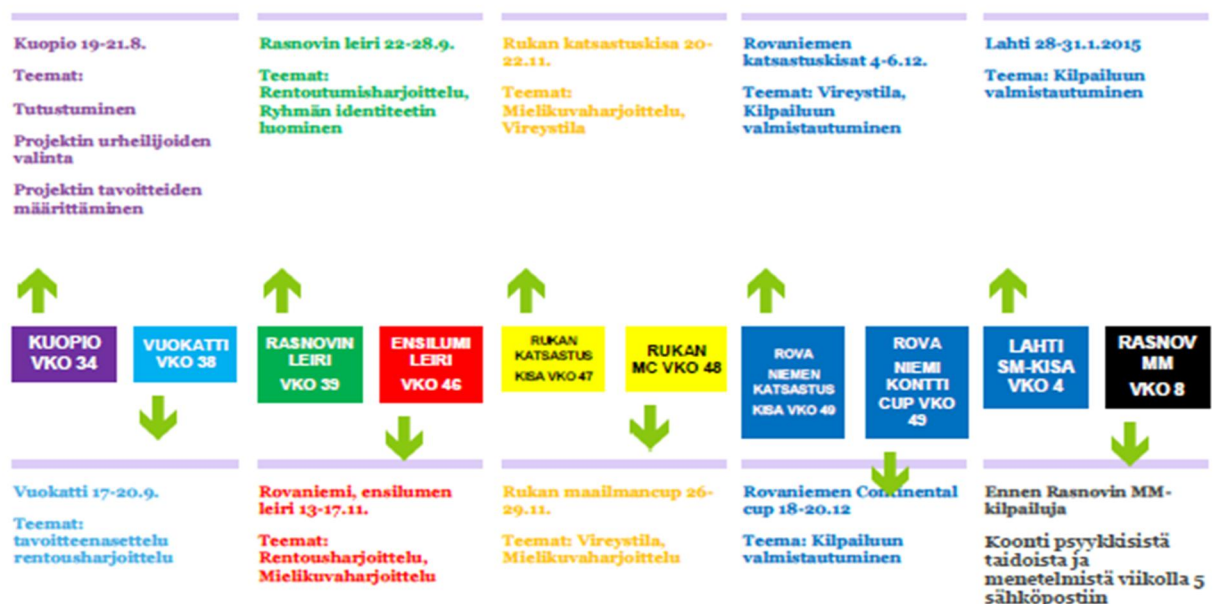 Kuopio 19-21.8.
Teemat:
Tutustuminen
Projektin urheilijoiden
valinta
Projektin tavoitteiden
määrittäminen
Rasnovin leiri 22-28.9.
Teemat:
Rentoutumisharjoittelu,
Ryhmän identiteetin
luominen
Rukan katsastuskisa 20-
22.11.
Teemat:
Mielikuvaharjoittelu,
Vireystila
Rovaniemen
katsastuskisat 4-6.12.
Teemat: Vireystila,
Kilpailuun
valmistautuminen
Lahti 28-31.1.2015
Teema: Kilpailuun
valmistautuminen
KUOPIO
VKO 34
VUOKATTI
VKO 38
RASNOVIN
LEIRI
VKO 39
ENSILUMI
LEIRI
VKO 46
RUKAN
KATSASTUS
KISA VKO 47
RUKAN
MC VKO 48
ROVA
NIEMEN
KATSASTUS
KISA VKO 49
ROVA
NIEMI
KONTTI
CUP VKO
49
LAHTI
SM-KISA
VKO 4
RASNOV
MM
VKO 8
Vuokatti 17-20.9.
Teemat:
tavoitteenasettelu
rentousharjoittelu
Rovaniemi, ensilumen
leiri 13-17.11.
Teemat:
Rentousharjoittelu,
Mielikuvaharjoittelu
Rukan maailmancup 26-
29.11.
Teemat: Vireystila,
Mielikuvaharjoittelu
Rovaniemen Continental
cup 18-20.12
Teema: Kilpailuun
valmistautuminen
Ennen Rasnovin MM-
kilpailuja
Koonti psyykkisistä
taidoista ja
menetelmistä viikolla 5
sähköpostiin